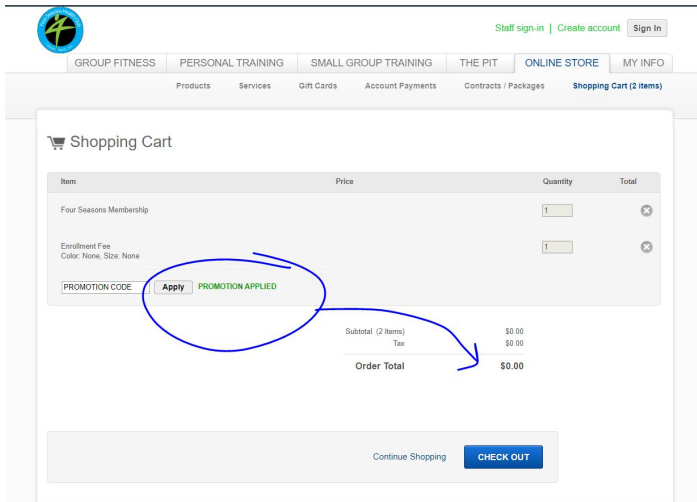 Staff sign-in | Create account Sign In
GROUP FITNESS PERSONAL TRAINING SMALL GROUP TRAINING THE PIT ONLINE STORE MY INFO
Products Services Gift Cards Account Payments Contracts / Packages Shopping Cart (2 items)
Shopping Cart
Item Price Quantity Total
Four Seasons Membership 1
Enrollment Fee 1
Color: None, Size: None
PROMOTION CODE Apply PROMOTION APPLIED
Subtotal (2 items) $0.00
Tax $0.00
Order Total $0.00
Continue Shopping CHECK OUT